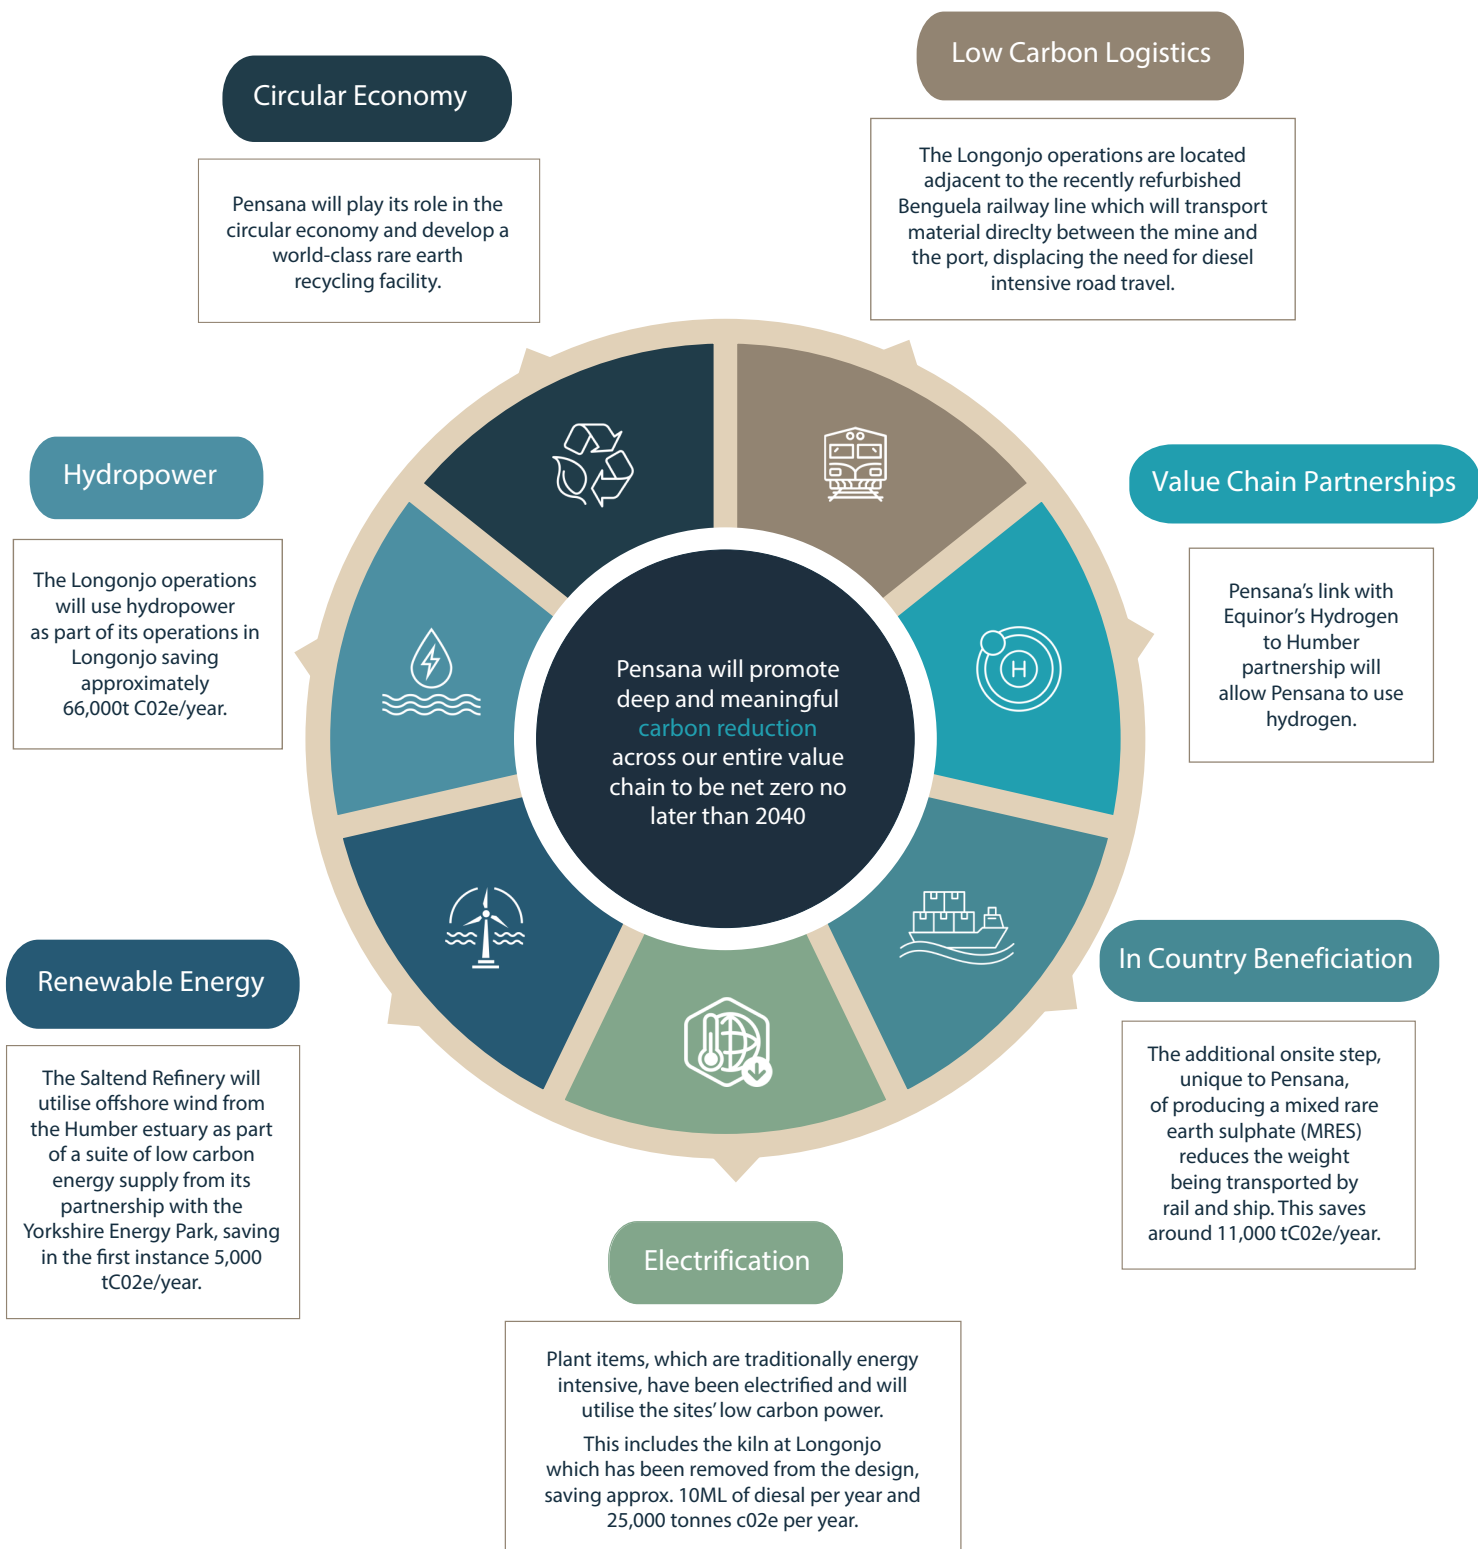 Circular Economy
Pensana will play its role in the
circular economy and develop a
world-class rare earth
recycling facility.
Low Carbon Logistics
The Longonjo operations are located
adjacent to the recently refurbished
Benguela railway line which will transport
material direclty between the mine and
the port, displacing the need for diesel
intensive road travel.
Hydropower
The Longonjo operations
will use hydropower
as part of its operations in
Longonjo saving
approximately
66,000t C02e/year.
Value Chain Partnerships
Pensana’s link with
Equinor’s Hydrogen
to Humber
partnership will
allow Pensana to use
hydrogen.
H
Pensana will promote
deep and meaningful
carbon reduction
across our entire value
chain to be net zero no
later than 2040
Renewable Energy
The Saltend Refinery will
utilise offshore wind from
the Humber estuary as part
of a suite of low carbon
energy supply from its
partnership with the
Yorkshire Energy Park, saving
in the first instance 5,000
tC02e/year.
In Country Beneficiation
The additional onsite step,
unique to Pensana,
of producing a mixed rare
earth sulphate (MRES)
reduces the weight
being transported by
rail and ship. This saves
around 11,000 tC02e/year.
Electrification
Plant items, which are traditionally energy
intensive, have been electrified and will
utilise the sites’ low carbon power.
This includes the kiln at Longonjo
which has been removed from the design,
saving approx. 10ML of diesal per year and
25,000 tonnes c02e per year.